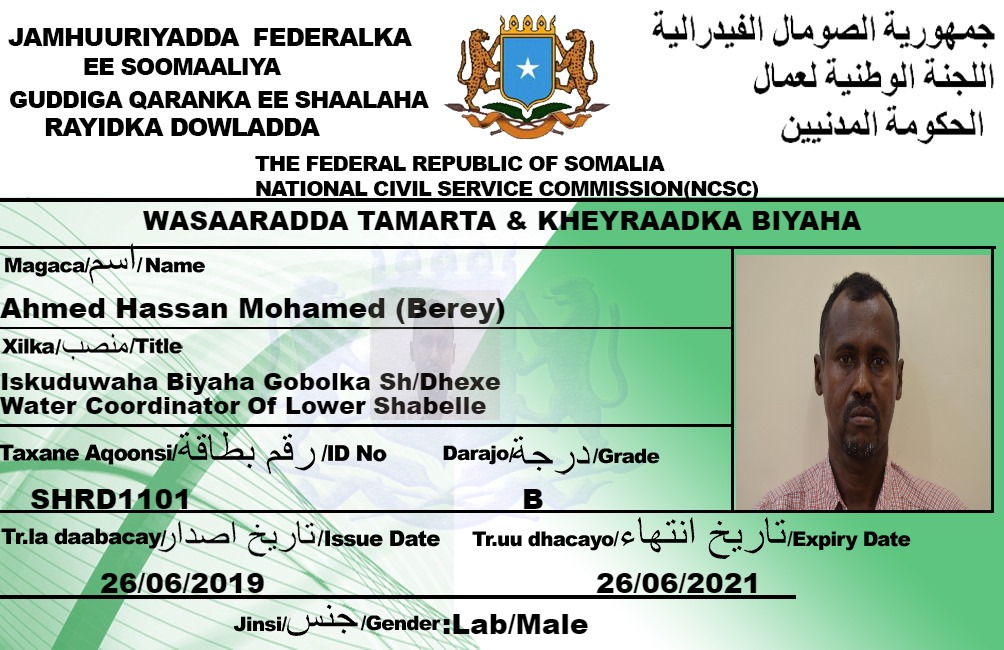 JAMHUURIYADDA FEDERALKA
EE SOOMAALIYA
GUDDIGA QARANKA EE SHAALAHA
RAYIDKA DOWLADDA
جمهورية الصومال الفيدرالية
اللجنة الوطنية لعمال
الحكومة المدنيين
THE FEDERAL REPUBLIC OF SOMALIA
NATIONAL CIVIL SERVICE COMMISSION(NCSC)
WASAARADDA TAMARTA & KHEYRAADKA BIYAHA
Magaca/اسم/Name
Ahmed Hassan Mohamed (Berey)
Xilka/منصب/Title
Iskuduwaha Biyaha Gobolka Sh/Dhexe
Water Coordinator Of Lower Shabelle
Taxane Aqoonsi/رقم بطاقة/ID No
Darajo/درجة/Grade
SHRD1101
B
Tr.la daabacay/تاريخ اصدار/Issue Date
Tr.uu dhacayo/تاريخ انتهاء/Expiry Date
26/06/2019
26/06/2021
Jinsi/جنس/Gender:Lab/Male